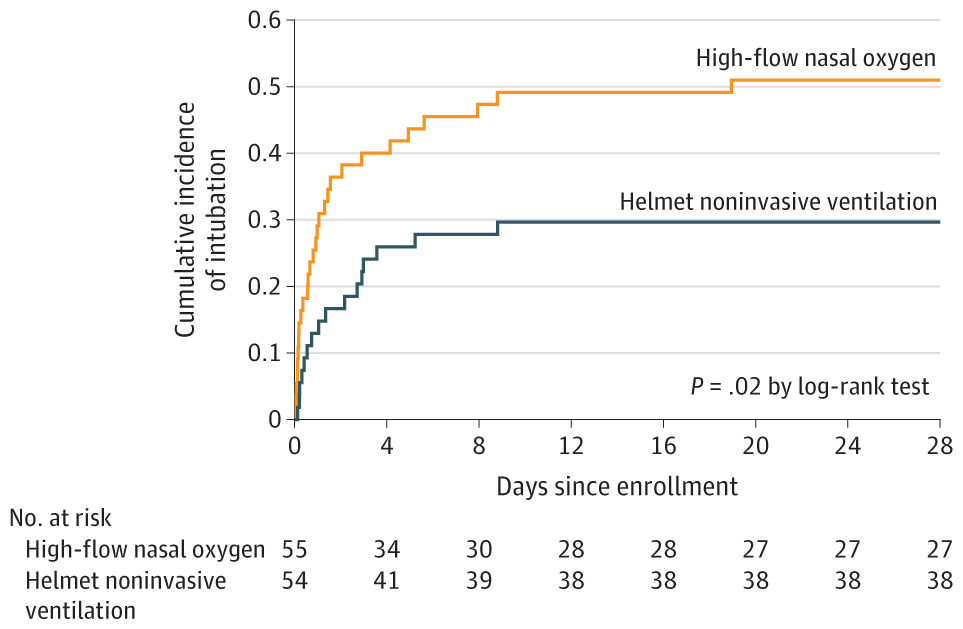 0.6
0.5
0.4
0.3
0.2
0.1
0
Cumulative incidence
of intubation
High-flow nasal oxygen
Helmet noninvasive ventilation
P = .02 by log-rank test
0 4 8 12 16 20 24 28
Days since enrollment
No. at risk
High-flow nasal oxygen 55 34 30 28 28 27 27 27
Helmet noninvasive 54 41 39 38 38 38 38 38
ventilation